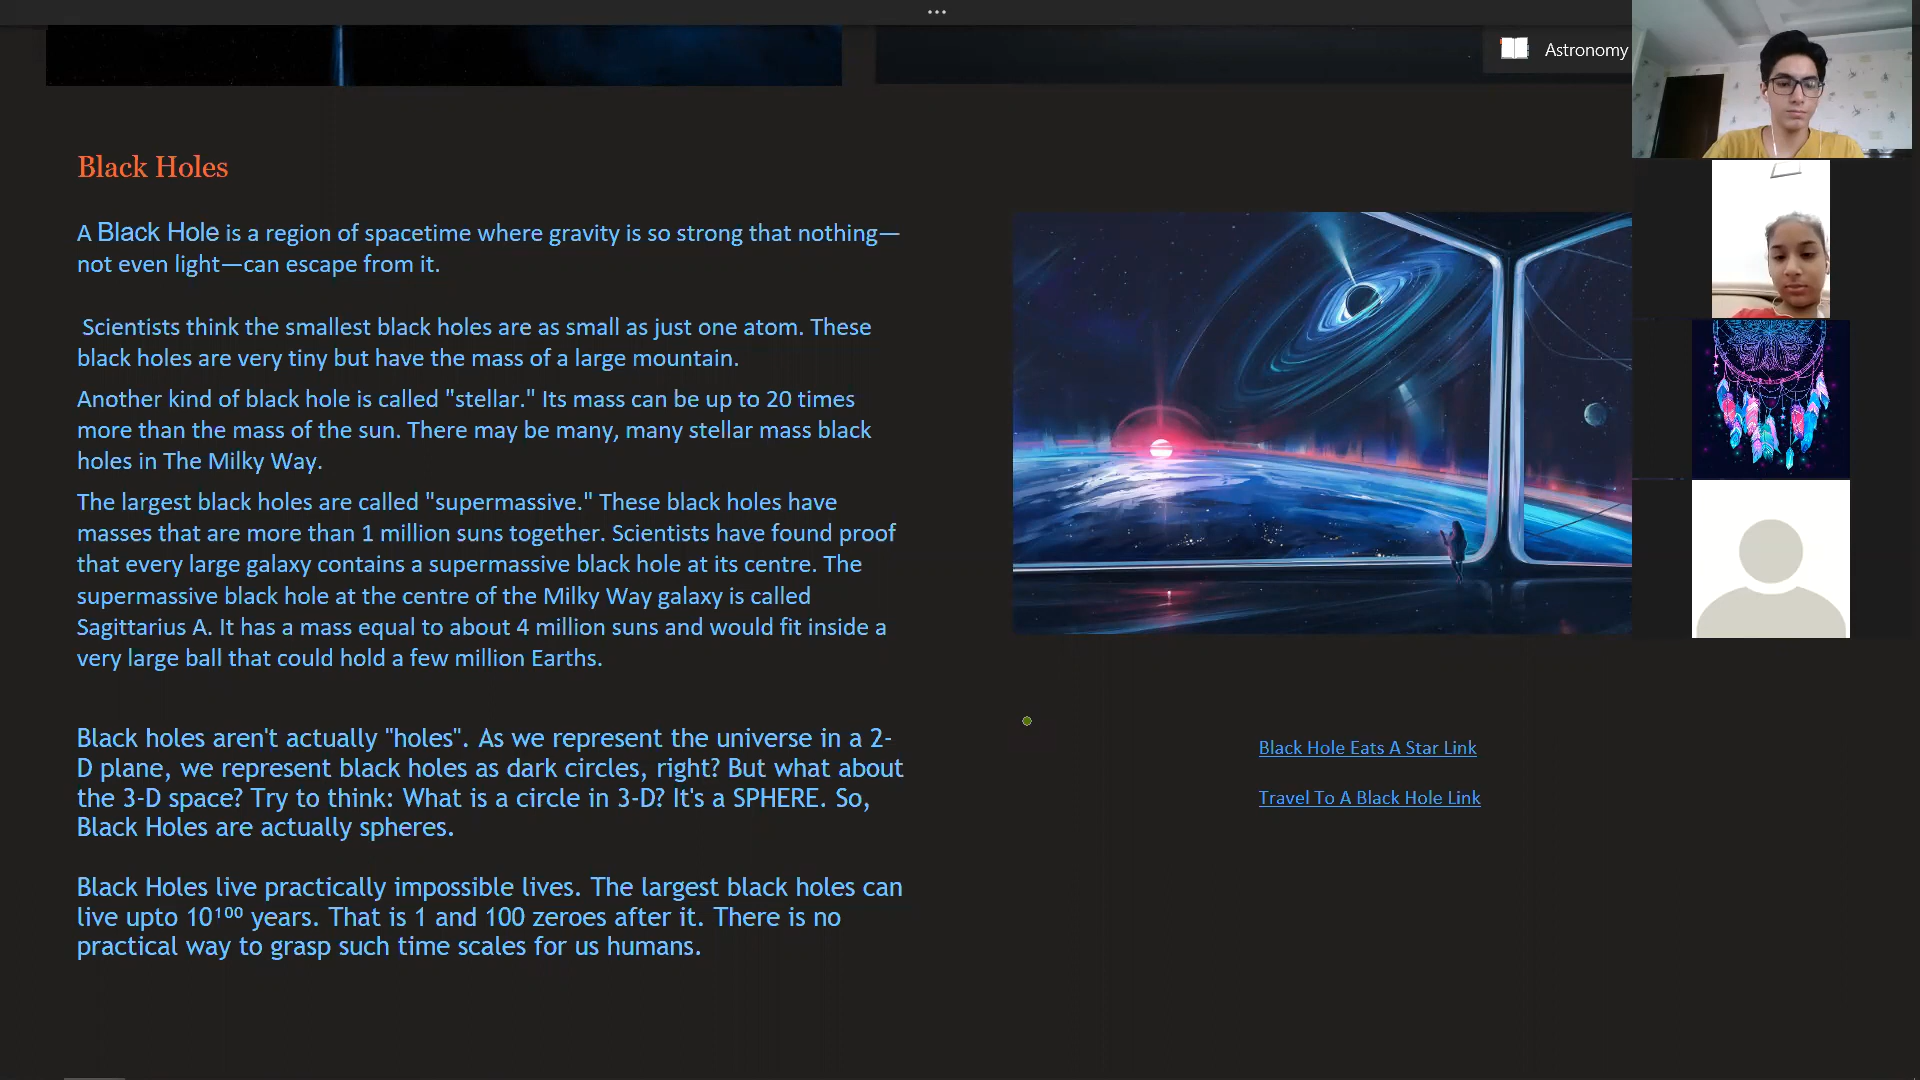 Astronomy
Black Holes
A Black Hole is a region of spacetime where gravity is so strong that nothing—
not even light—can escape from it.
Scientists think the smallest black holes are as small as just one atom. These
black holes are very tiny but have the mass of a large mountain.
Another kind of black hole is called "stellar." Its mass can be up to 20 times
more than the mass of the sun. There may be many, many stellar mass black
holes in The Milky Way.
The largest black holes are called "supermassive." These black holes have
masses that are more than 1 million suns together. Scientists have found proof
that every large galaxy contains a supermassive black hole at its centre. The
supermassive black hole at the centre of the Milky Way galaxy is called
Sagittarius A. It has a mass equal to about 4 million suns and would fit inside a
very large ball that could hold a few million Earths.
Black holes aren't actually "holes". As we represent the universe in a 2-
D plane, we represent black holes as dark circles, right? But what about
the 3-D space? Try to think: What is a circle in 3-D? It's a SPHERE. So,
Black Holes are actually spheres.
Black Holes live practically impossible lives. The largest black holes can
live upto 10¹⁰⁰ years. That is 1 and 100 zeroes after it. There is no
practical way to grasp such time scales for us humans.
Black Hole Eats A Star Link
Travel To A Black Hole Link